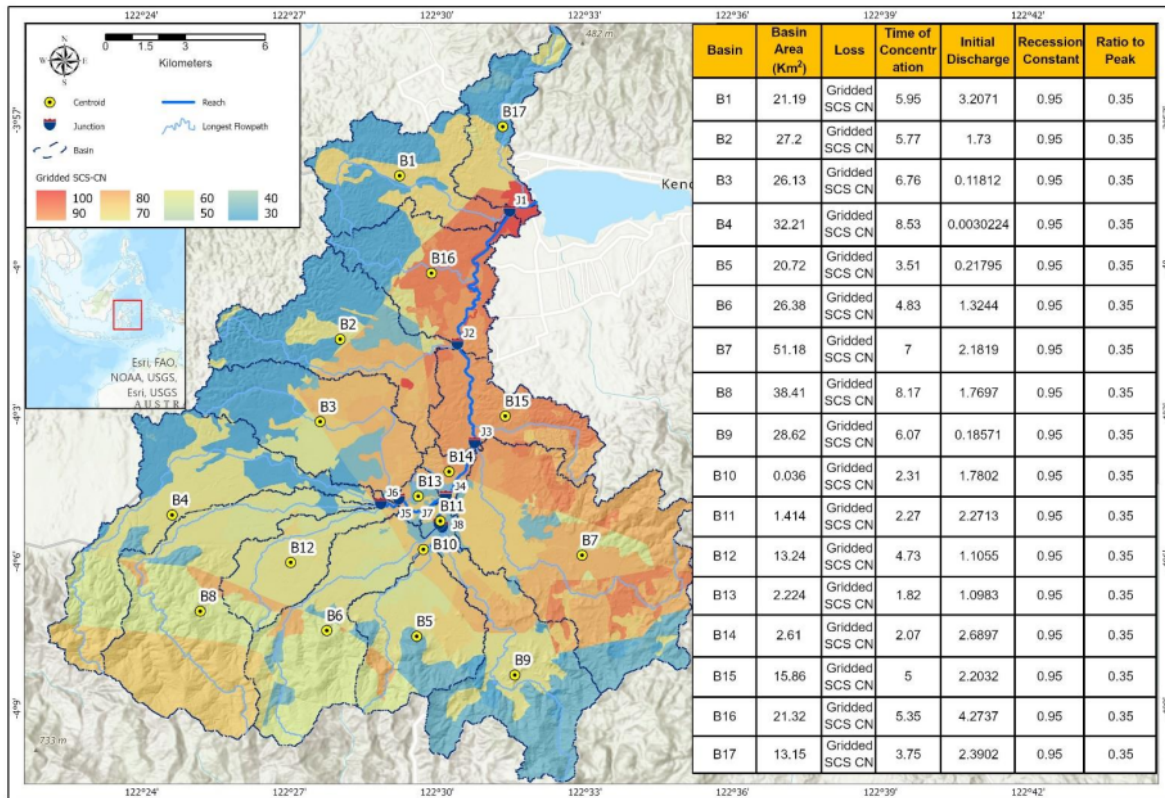 122°24' 122°27' 122°30' 122°33' 122°36' 122°39' 122°42'
0 1.5 3 6
Kilometers
N
W E
S
Centroid
Reach
Junction
Longest Flowpath
Basin
Gridded SCS-CN
100 80 60 40
90 70 50 30
Esri, FAO,
NOAA, USGS,
Esri, USGS
AUSTR
482 m
-3°57'
-4°
-4°3'
-4°6'
-4°9'
B17
B1
Kend
J1
B16
B2
J2
B3
B15
J3
B14
B13
J4
J6
B4
J5
J7
B11
J8
B12
B10
B7
B8
B6
B5
B9
733 m
Basin Basin Area (Km²) Loss Time of Concentr ation Initial Discharge Recession Constant Ratio to Peak
B1 21.19 Gridded SCS CN 5.95 3.2071 0.95 0.35
B2 27.2 Gridded SCS CN 5.77 1.73 0.95 0.35
B3 26.13 Gridded SCS CN 6.76 0.11812 0.95 0.35
B4 32.21 Gridded SCS CN 8.53 0.0030224 0.95 0.35
B5 20.72 Gridded SCS CN 3.51 0.21795 0.95 0.35
B6 26.38 Gridded SCS CN 4.83 1.3244 0.95 0.35
B7 51.18 Gridded SCS CN 7 2.1819 0.95 0.35
B8 38.41 Gridded SCS CN 8.17 1.7697 0.95 0.35
B9 28.62 Gridded SCS CN 6.07 0.18571 0.95 0.35
B10 0.036 Gridded SCS CN 2.31 1.7802 0.95 0.35
B11 1.414 Gridded SCS CN 2.27 2.2713 0.95 0.35
B12 13.24 Gridded SCS CN 4.73 1.1055 0.95 0.35
B13 2.224 Gridded SCS CN 1.82 1.0983 0.95 0.35
B14 2.61 Gridded SCS CN 2.07 2.6897 0.95 0.35
B15 15.86 Gridded SCS CN 5 2.2032 0.95 0.35
B16 21.32 Gridded SCS CN 5.35 4.2737 0.95 0.35
B17 13.15 Gridded SCS CN 3.75 2.3902 0.95 0.35
122°24' 122°27' 122°30' 122°33' 122°36' 122°39' 122°42'